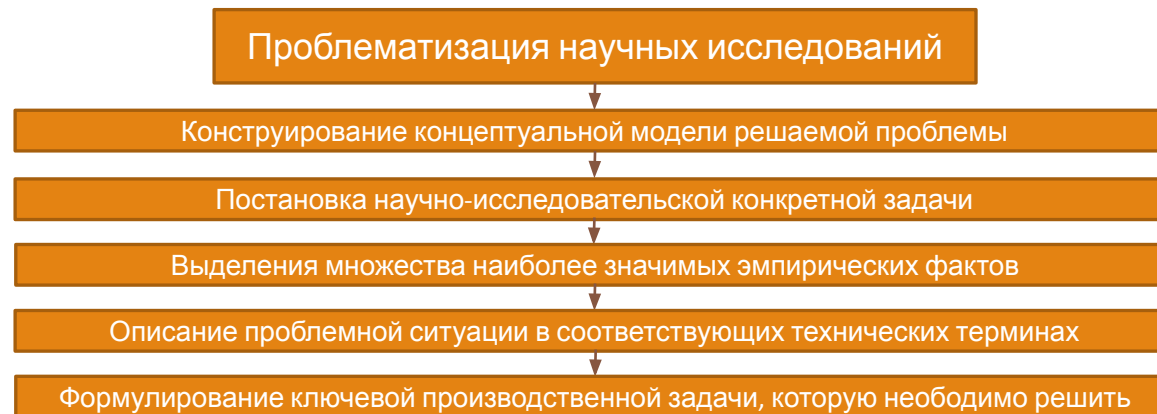 Проблематизация научных исследований
Конструирование концептуальной модели решаемой проблемы
Постановка научно-исследовательской конкретной задачи
Выделения множества наиболее значимых эмпирических фактов
Описание проблемной ситуации в соответствующих технических терминах
Формулирование ключевой производственной задачи, которую необходимо решить